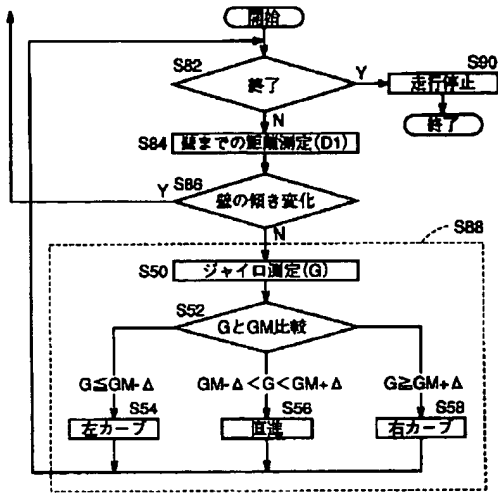 開始
S82
終了
Y
S90
走行停止
終了
N
S84
壁までの距離測定(D1)
S86
Y
壁の傾き変化
N
S88
S50
ジャイロ測定(G)
S52
GとGM比較
G≦GM-Δ
GM-Δ<G<GM+Δ
G≧GM+Δ
S54
左カーブ
S56
直進
S58
右カーブ